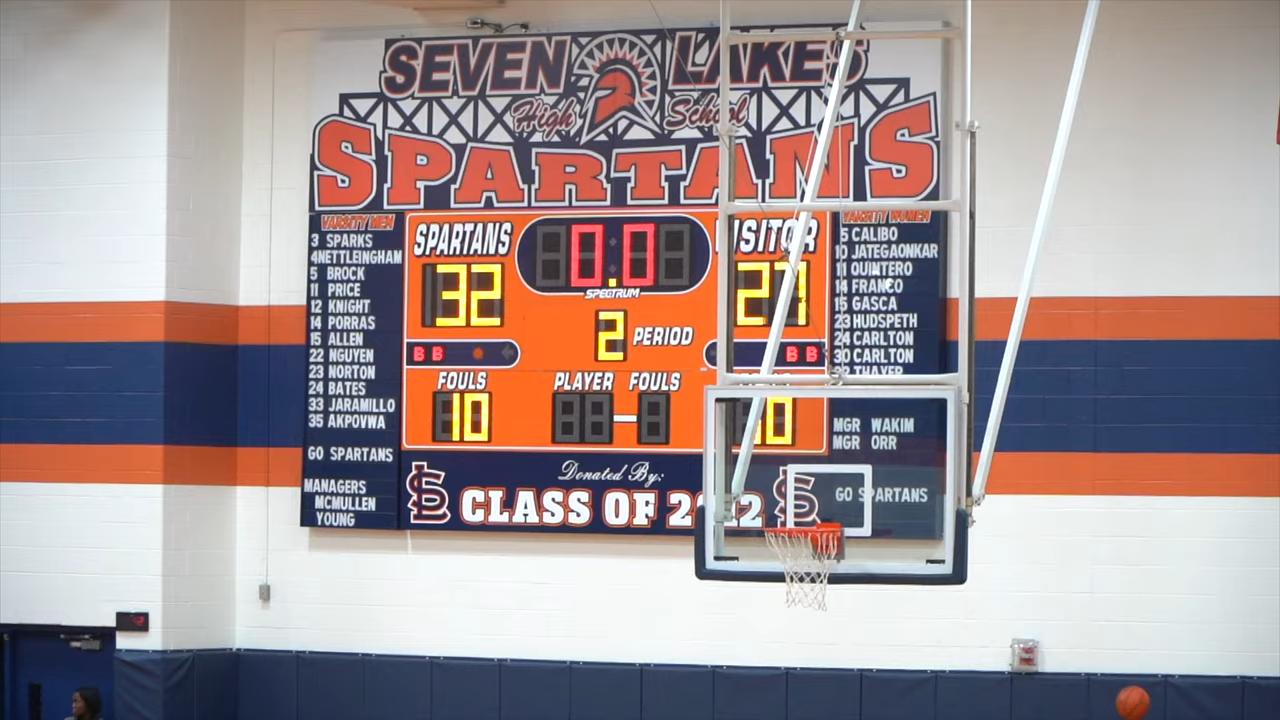 SEVEN LAKES
High School
SPARTANS
VARSITY MEN
3 SPARKS
4 NETTLEINGHAM
5 BROCK
11 PRICE
12 KNIGHT
14 PORRAS
15 ALLEN
22 NGUYEN
23 NORTON
24 BATES
33 JARAMILLO
35 AKPOVWA
GO SPARTANS
MANAGERS
MCMULLEN
YOUNG
SPARTANS
0.0
VISITOR
32
SPECTRUM
2 PERIOD
B B
B B
FOULS
PLAYER FOULS
10
Donated By:
CLASS OF 2012
VARSITY WOMEN
5 CALIBO
10 JATEGAONKAR
11 QUINTERO
14 FRANCO
15 GASCA
23 HUDSPETH
24 CARLTON
30 CARLTON
THAYER
MGR WAKIM
MGR ORR
GO SPARTANS